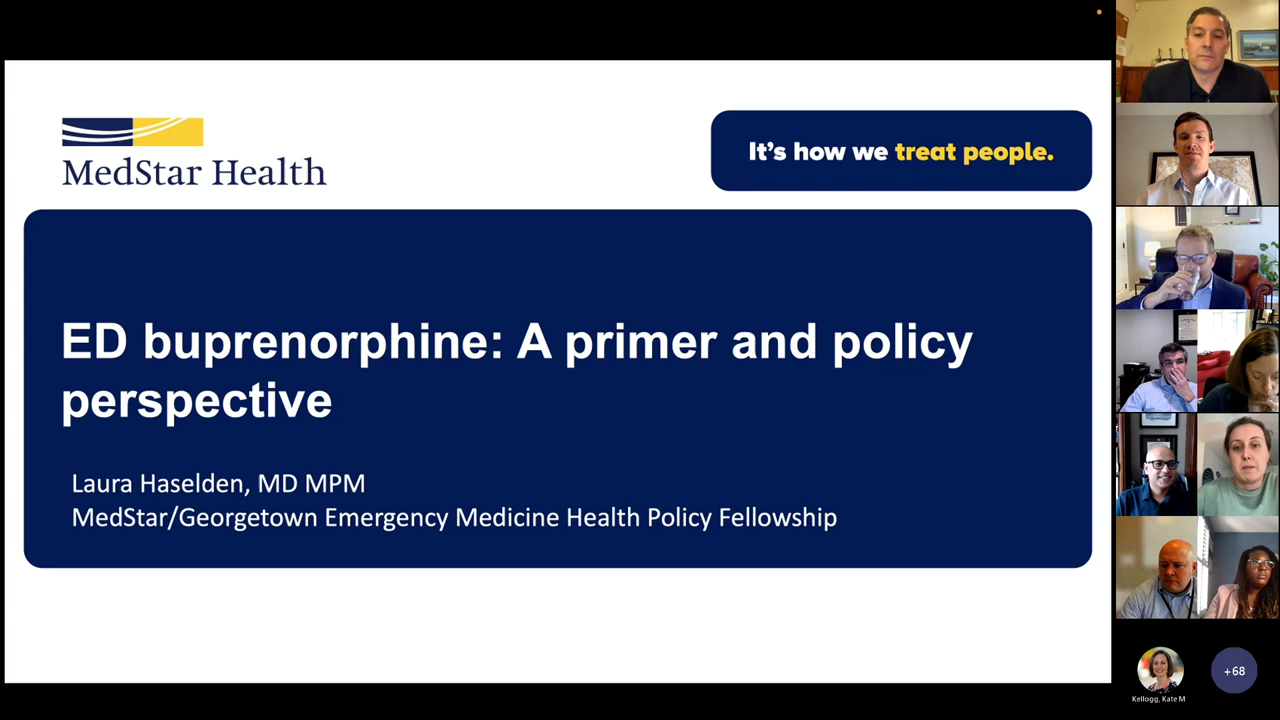 MedStar Health
It's how we treat people.
ED buprenorphine: A primer and policy
perspective
Laura Haselden, MD MPM
MedStar/Georgetown Emergency Medicine Health Policy Fellowship
Kellogg, Kate M
+68